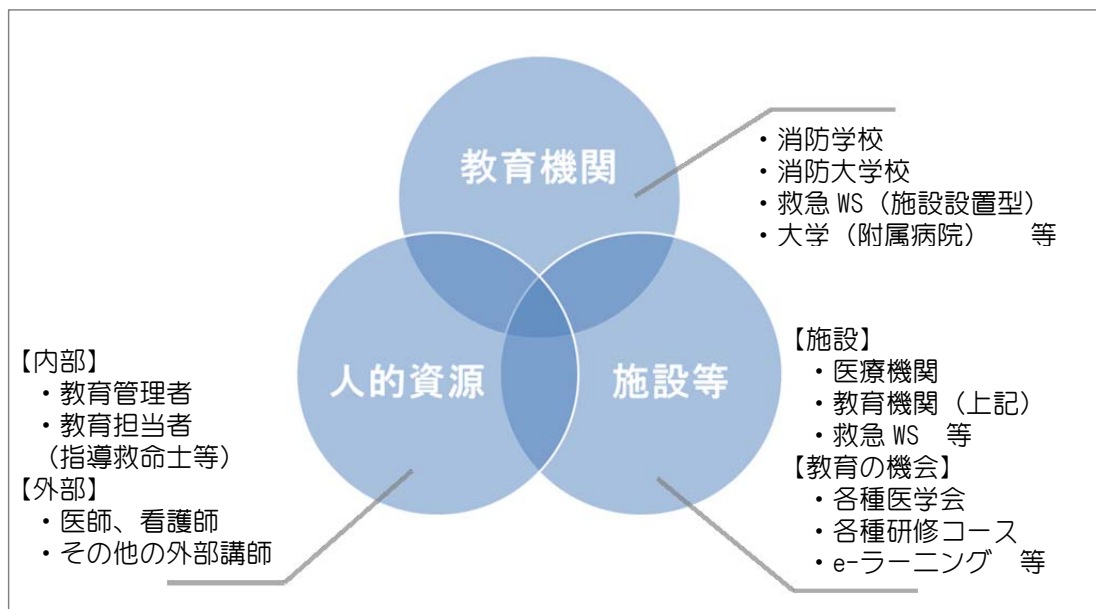 教育機関
・消防学校
・消防大学校
・救急 WS（施設設置型）
・大学（附属病院）　　等
人的資源
【内部】
・教育管理者
・教育担当者
（指導救命士等）
【外部】
・医師、看護師
・その他の外部講師
施設等
【施設】
・医療機関
・教育機関（上記）
・救急 WS　等
【教育の機会】
・各種医学会
・各種研修コース
・e-ラーニング　等